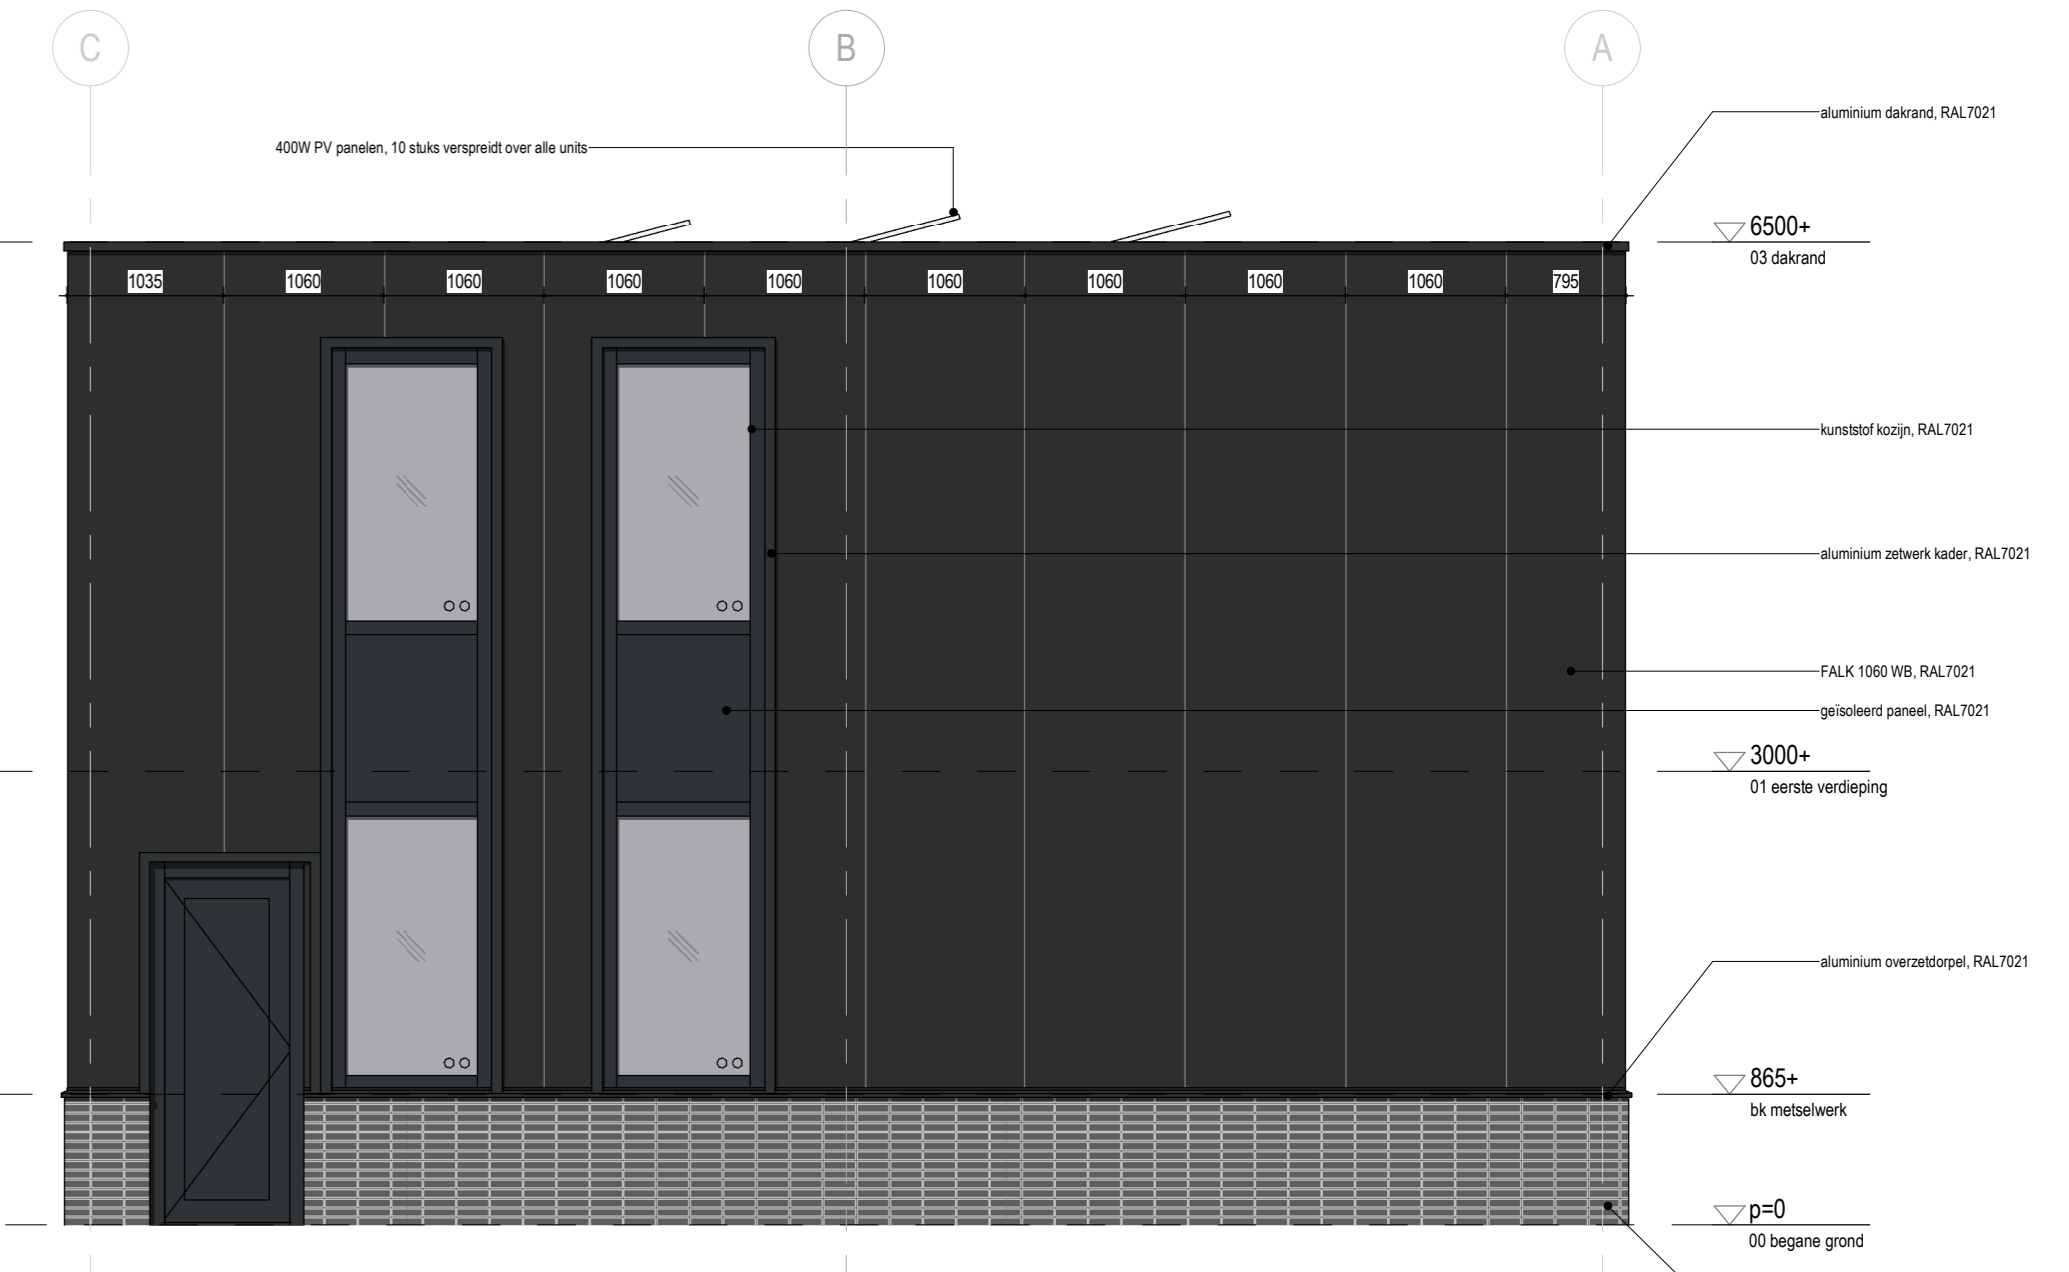 C
B
A
aluminium dakrand, RAL7021
400W PV panelen, 10 stuks verspreidt over alle units
6500+
03 dakrand
1035 1060 1060 1060 1060 1060 1060 1060 1060 795
kunststof kozijn, RAL7021
aluminium zetwerk kader, RAL7021
FALK 1060 WB, RAL7021
geïsoleerd paneel, RAL7021
3000+
01 eerste verdieping
aluminium overzetdorpel, RAL7021
865+
bk metselwerk
p=0
00 begane grond